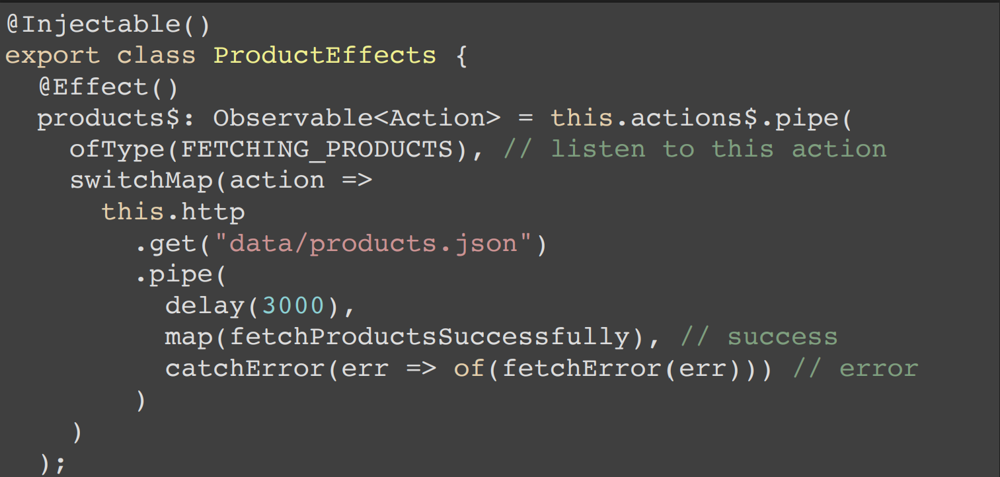 @Injectable()
export class ProductEffects {
  @Effect()
  products$: Observable<Action> = this.actions$.pipe(
    ofType(FETCHING_PRODUCTS), // listen to this action
    switchMap(action =>
      this.http
        .get("data/products.json")
        .pipe(
          delay(3000),
          map(fetchProductsSuccessfully), // success
          catchError(err => of(fetchError(err))) // error
        )
    )
  );